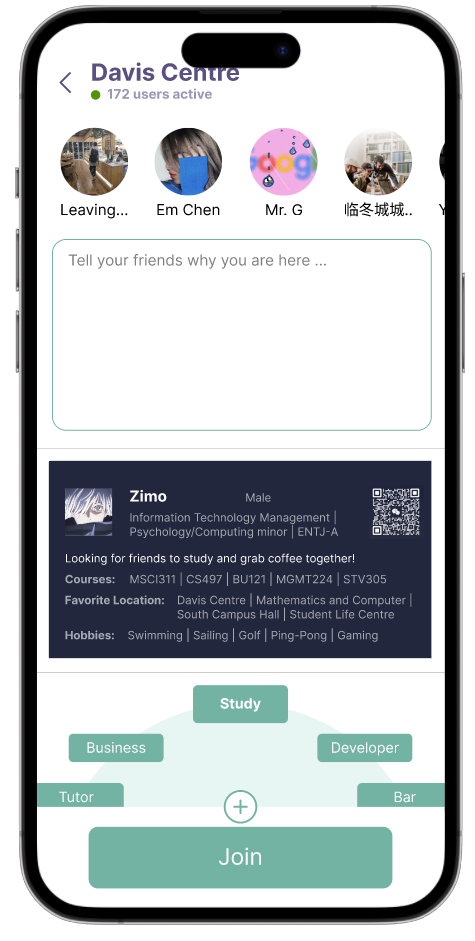 Davis Centre
172 users active
Goog
Leaving...
Em Chen
Mr. G
临冬城城..
Tell your friends why you are here ...
Zimo
Male
Information Technology Management |
Psychology/Computing minor | ENTJ-A
Looking for friends to study and grab coffee together!
Courses: MSCI311 | CS497 | BU121 | MGMT224 | STV305
Favorite Location: Davis Centre | Mathematics and Computer |
South Campus Hall | Student Life Centre
Hobbies: Swimming | Sailing | Golf | Ping-Pong | Gaming
Study
Business
Developer
Tutor
Bar
Join